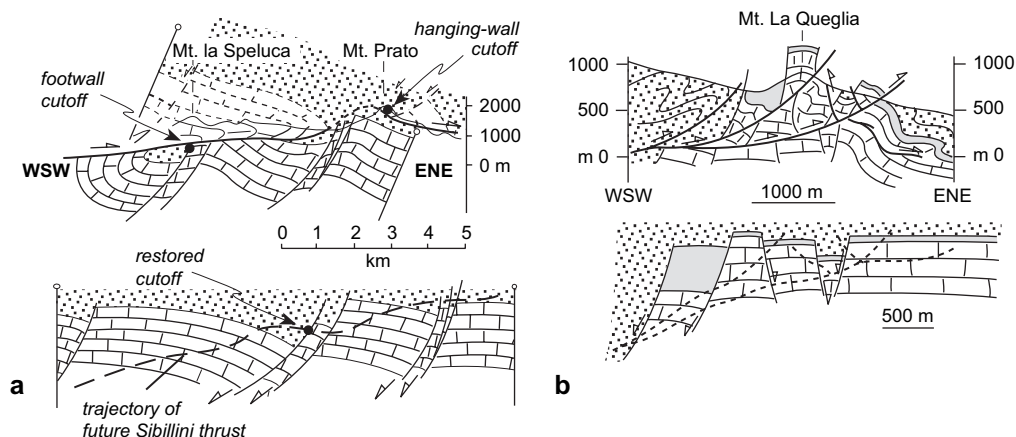 hanging-wall
cutoff
Mt. la Speluca
Mt. Prato
footwall
cutoff
2000
1000
0 m
WSW
ENE
0 1 2 3 4 5
km
restored
cutoff
a
trajectory of
future Sibillini thrust
b
Mt. La Queglia
1000
500
m 0
1000
500
m 0
WSW
1000 m
ENE
500 m